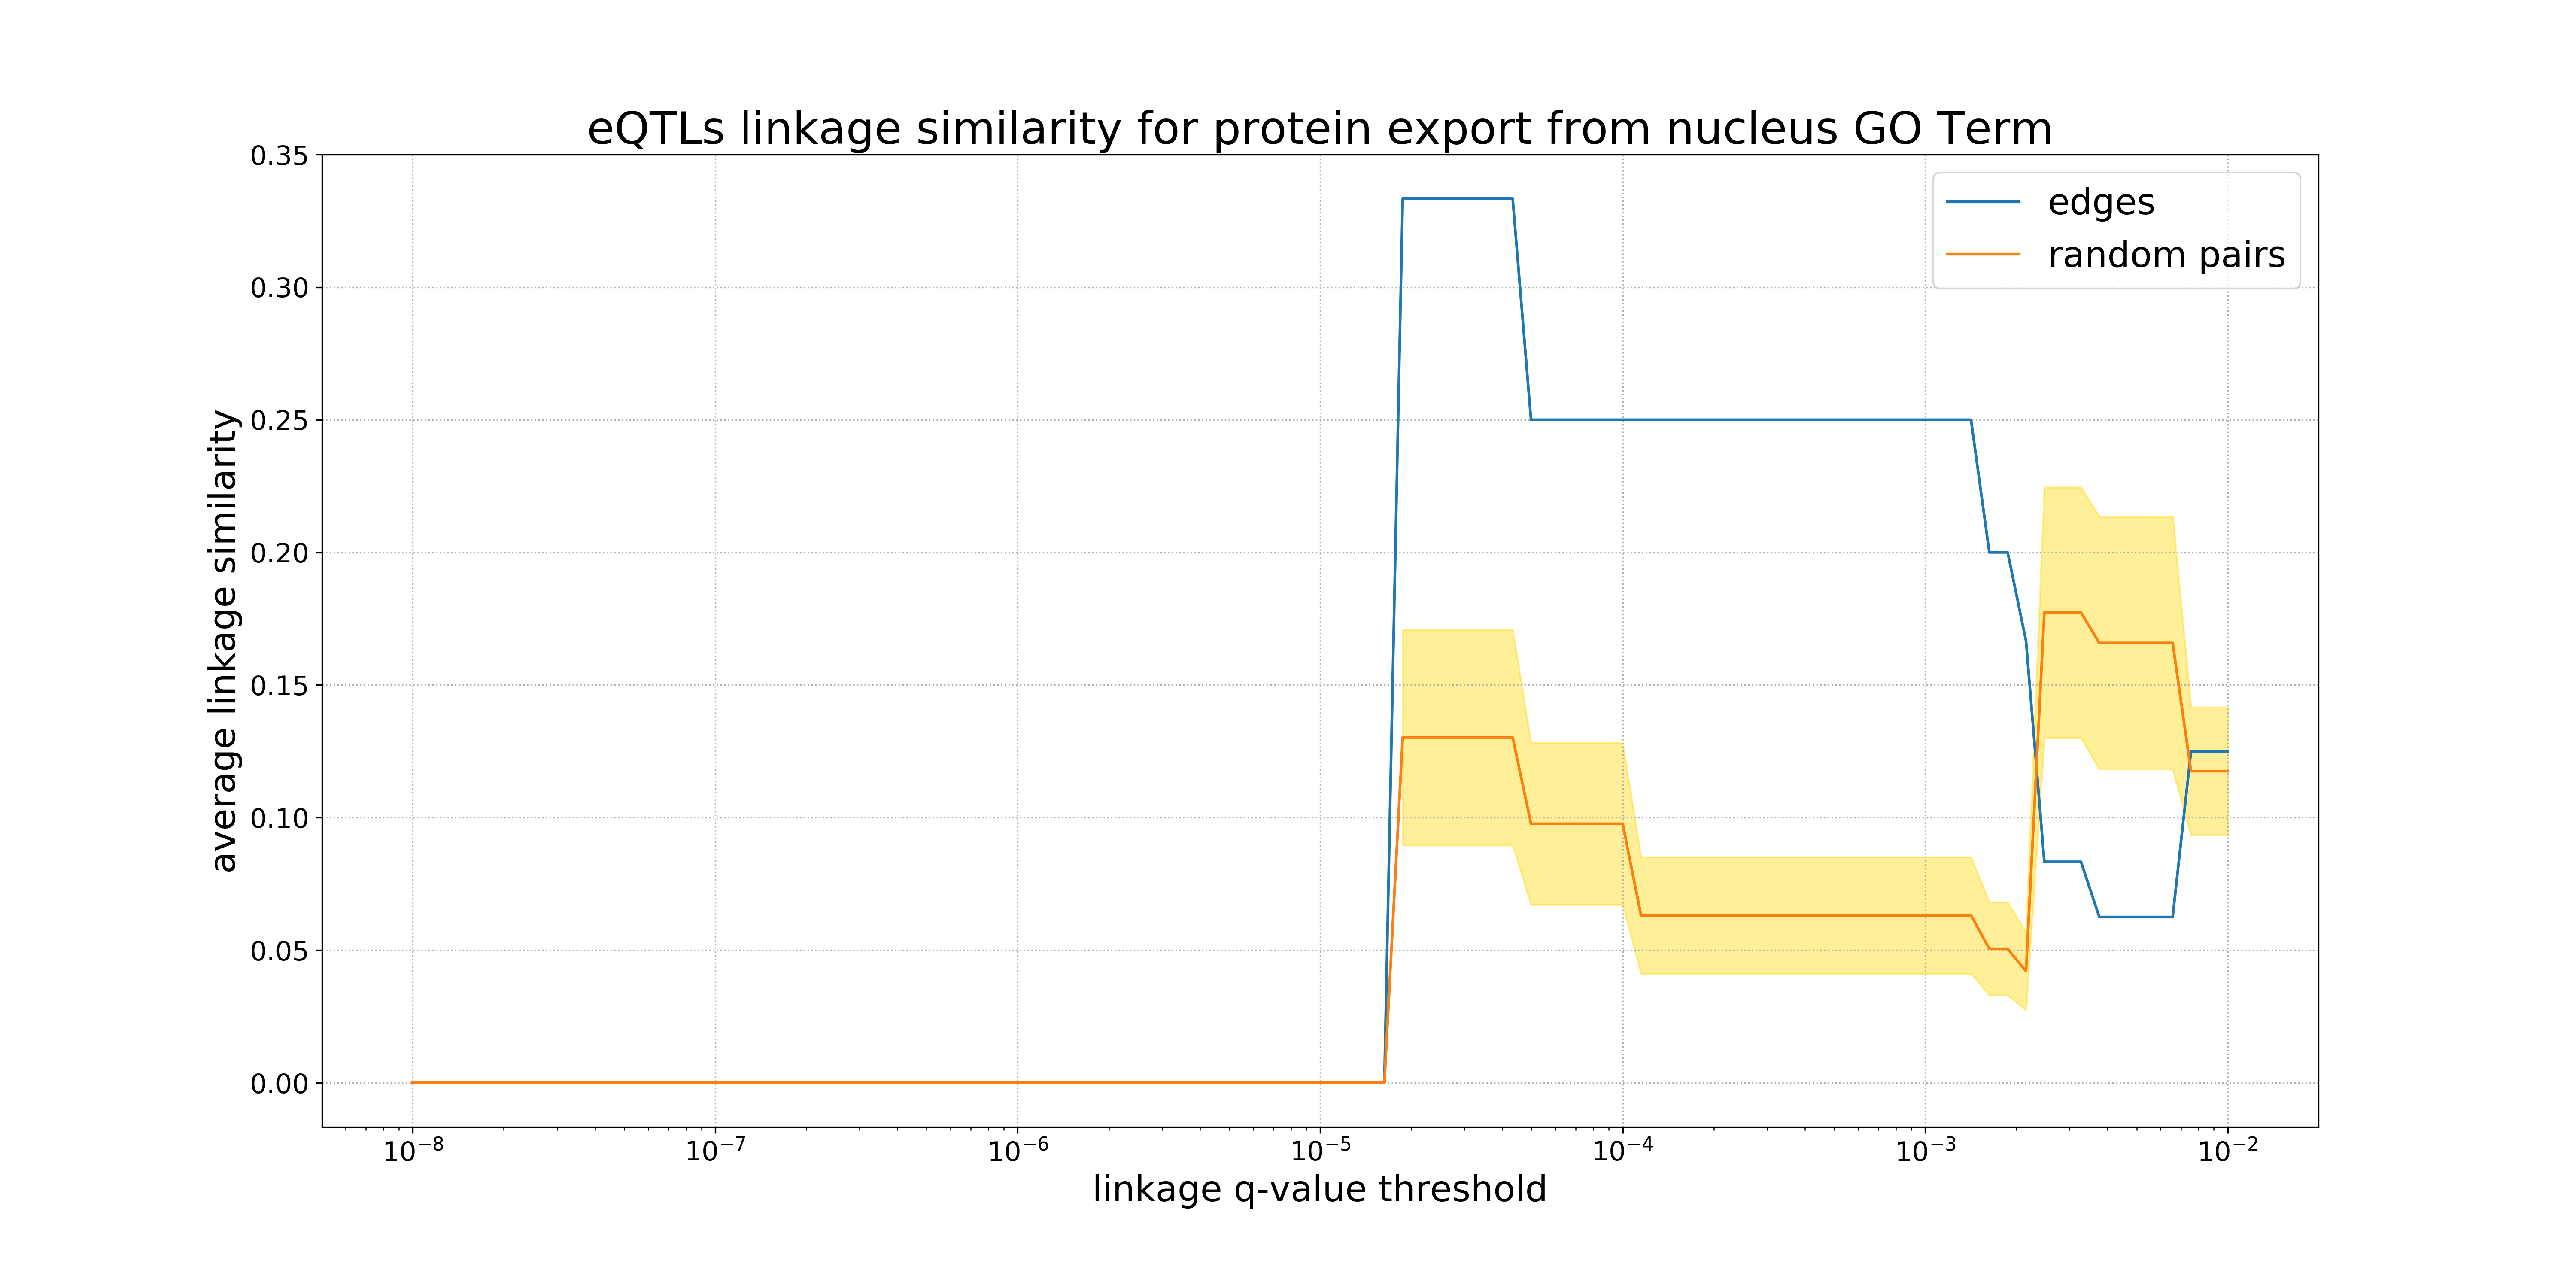 eQTLs linkage similarity for protein export from nucleus GO Term
edges
random pairs
average linkage similarity
0.35
0.30
0.25
0.20
0.15
0.10
0.05
0.00
10⁻⁸ 10⁻⁷ 10⁻⁶ 10⁻⁵ 10⁻⁴ 10⁻³ 10⁻²
linkage q-value threshold